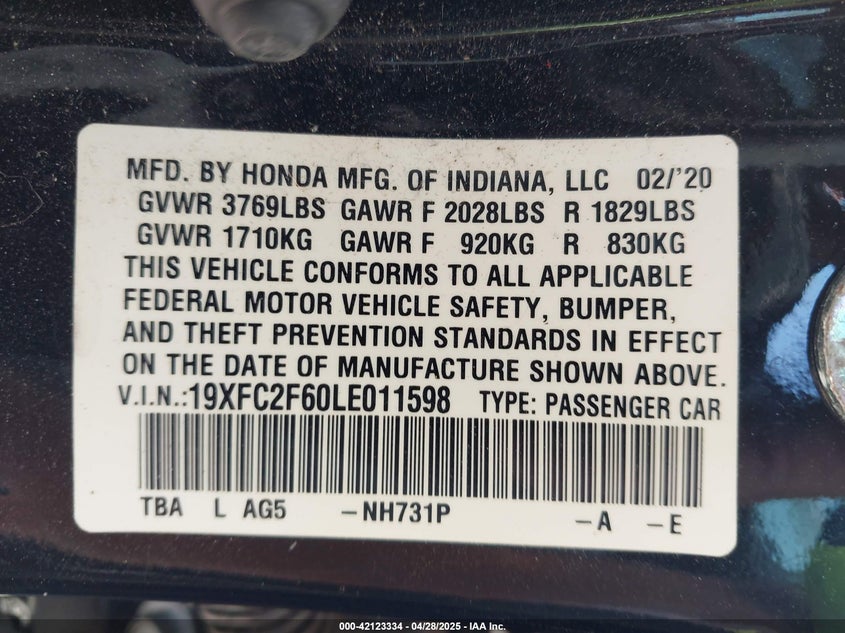 MFD. BY HONDA MFG. OF INDIANA, LLC 02/'20
GVWR 3769LBS GAWR F 2028LBS R 1829LBS
GVWR 1710KG GAWR F 920KG R 830KG
THIS VEHICLE CONFORMS TO ALL APPLICABLE
FEDERAL MOTOR VEHICLE SAFETY, BUMPER,
AND THEFT PREVENTION STANDARDS IN EFFECT
ON THE DATE OF MANUFACTURE SHOWN ABOVE.
V.I.N.:19XFC2F60LE011598 TYPE: PASSENGER CAR
TBA L AG5 –NH731P –A –E
000-42123334 - 04/28/2025 - IAA Inc.